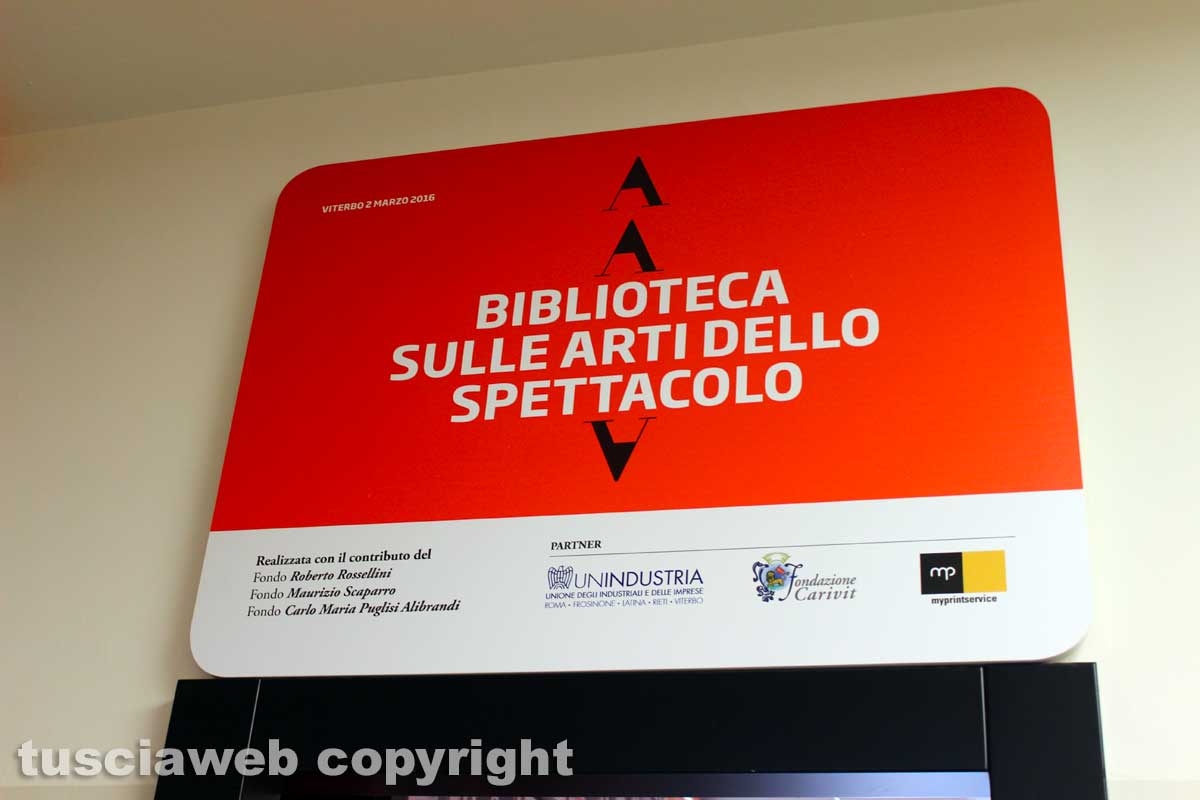 VITERBO 2 MARZO 2016
A
A
BIBLIOTECA
SULLE ARTI DELLO
SPETTACOLO
A
Realizzata con il contributo del
Fondo Roberto Rossellini
Fondo Maurizio Scaparro
Fondo Carlo Maria Puglisi Alibrandi
PARTNER
UNINDUSTRIA
UNIONE DEGLI INDUSTRIALI E DELLE IMPRESE
ROMA • FROSINONE • LATINA • RIETI • VITERBO
Fondazione
Carivit
mp
myprintservice
tusciaweb copyright